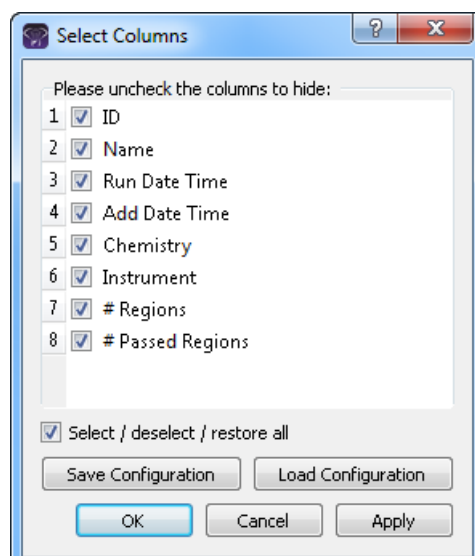 Select Columns
Please uncheck the columns to hide:
1 ID
2 Name
3 Run Date Time
4 Add Date Time
5 Chemistry
6 Instrument
7 # Regions
8 # Passed Regions
Select / deselect / restore all
Save Configuration Load Configuration
OK Cancel Apply